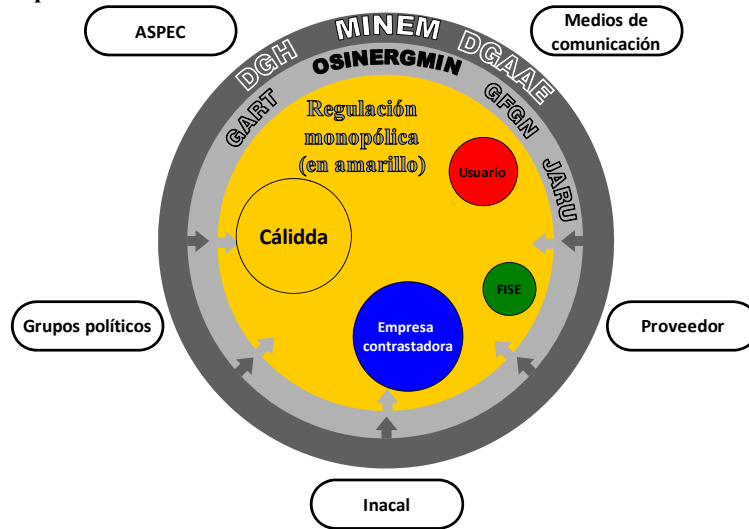 ASPEC
Medios de
comunicación
DGH
MINEM
DGAAE
OSINERGMIN
GART
GFGN
JARU
Regulación
monopólica
(en amarillo)
Usuario
Cálidda
FISE
Empresa
contrastadora
Grupos políticos
Proveedor
Inacal